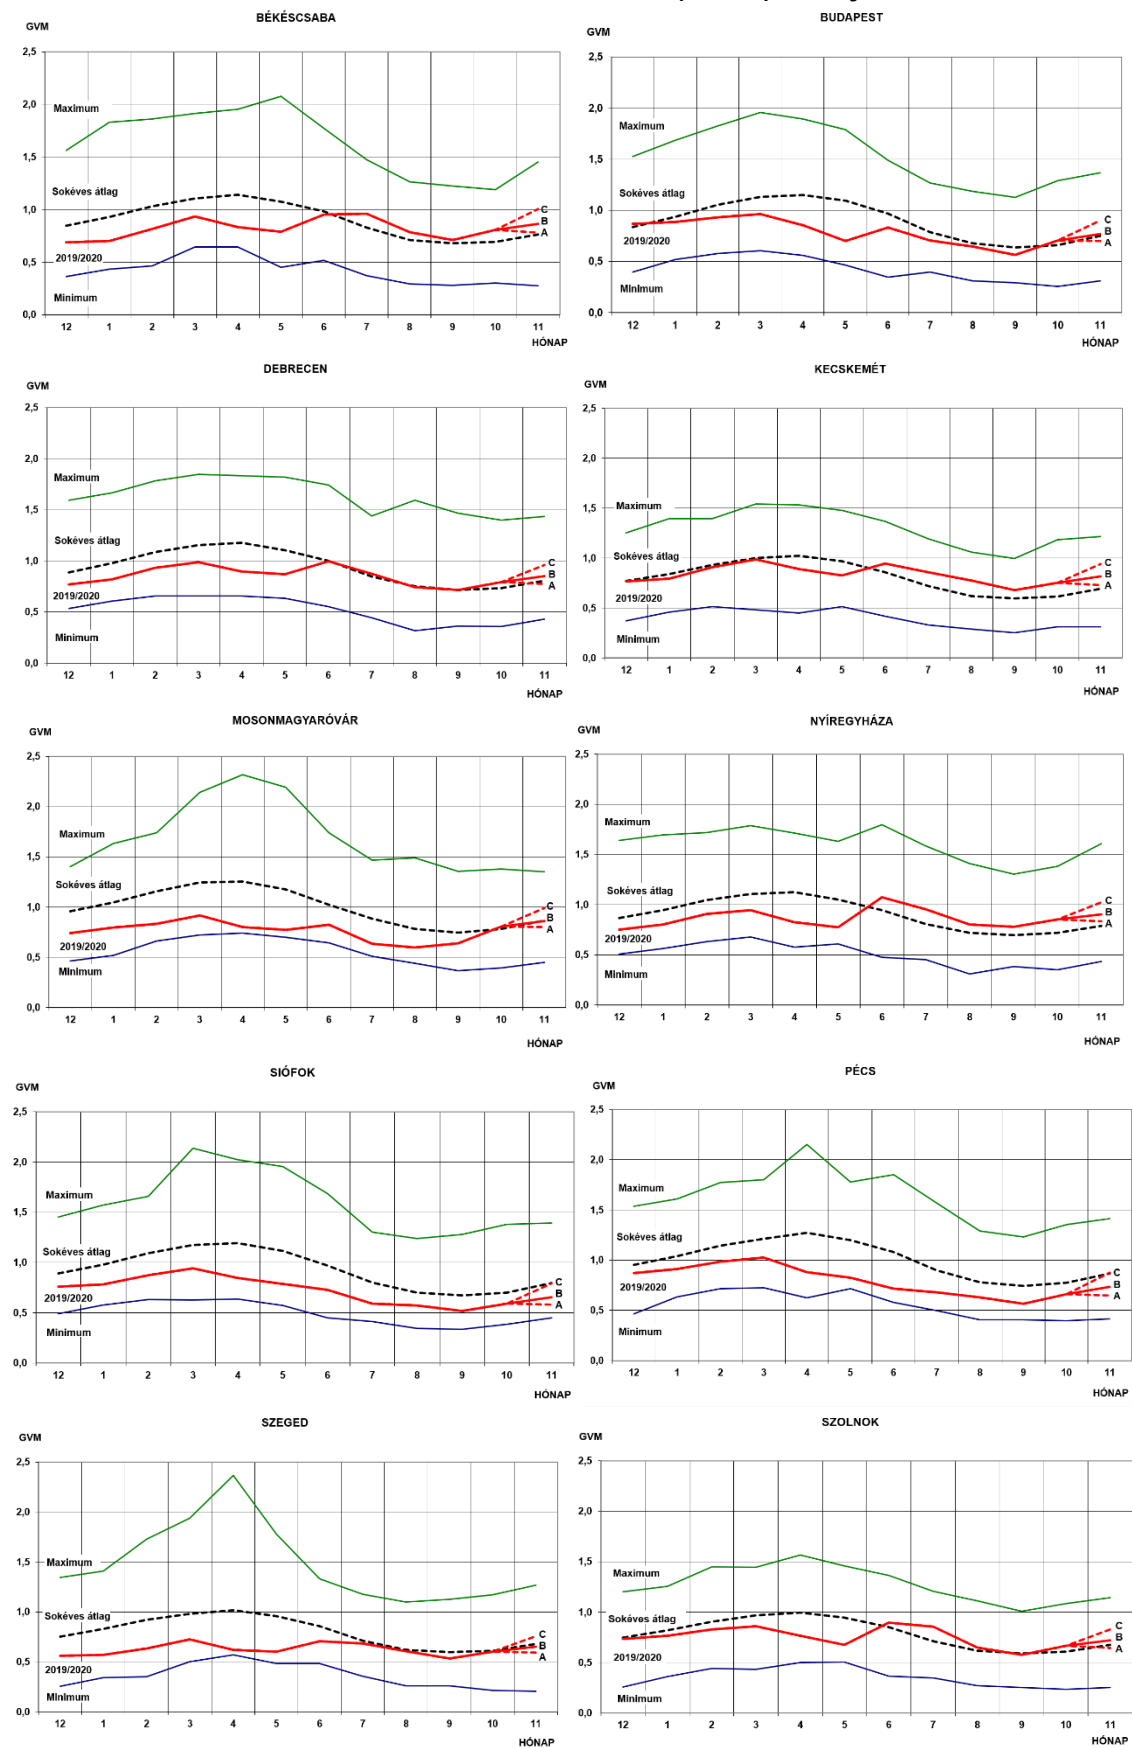 BÉKÉSCSABA
GVM
2,5
2,0
1,5
1,0
0,5
0,0
Maximum
Sokéves átlag
2019/2020
Minimum
C
B
A
12 1 2 3 4 5 6 7 8 9 10 11
HÓNAP
BUDAPEST
GVM
2,5
2,0
1,5
1,0
0,5
0,0
Maximum
Sokéves átlag
2019/2020
Minimum
C
B
A
12 1 2 3 4 5 6 7 8 9 10 11
HÓNAP
DEBRECEN
GVM
2,5
2,0
1,5
1,0
0,5
0,0
Maximum
Sokéves átlag
2019/2020
Minimum
C
B
A
12 1 2 3 4 5 6 7 8 9 10 11
HÓNAP
KECSKEMÉT
GVM
2,5
2,0
1,5
1,0
0,5
0,0
Maximum
Sokéves átlag
2019/2020
Minimum
C
B
A
12 1 2 3 4 5 6 7 8 9 10 11
HÓNAP
MOSONMAGYARÓVÁR
GVM
2,5
2,0
1,5
1,0
0,5
0,0
Maximum
Sokéves átlag
2019/2020
Minimum
C
B
A
12 1 2 3 4 5 6 7 8 9 10 11
HÓNAP
NYÍREGYHÁZA
GVM
2,5
2,0
1,5
1,0
0,5
0,0
Maximum
Sokéves átlag
2019/2020
Minimum
C
B
A
12 1 2 3 4 5 6 7 8 9 10 11
HÓNAP
SIÓFOK
GVM
2,5
2,0
1,5
1,0
0,5
0,0
Maximum
Sokéves átlag
2019/2020
Minimum
C
B
A
12 1 2 3 4 5 6 7 8 9 10 11
HÓNAP
PÉCS
GVM
2,5
2,0
1,5
1,0
0,5
0,0
Maximum
Sokéves átlag
2019/2020
Minimum
C
B
A
12 1 2 3 4 5 6 7 8 9 10 11
HÓNAP
SZEGED
GVM
2,5
2,0
1,5
1,0
0,5
0,0
Maximum
Sokéves átlag
2019/2020
Minimum
C
B
A
12 1 2 3 4 5 6 7 8 9 10 11
HÓNAP
SZOLNOK
GVM
2,5
2,0
1,5
1,0
0,5
0,0
Maximum
Sokéves átlag
2019/2020
Minimum
C
B
A
12 1 2 3 4 5 6 7 8 9 10 11
HÓNAP